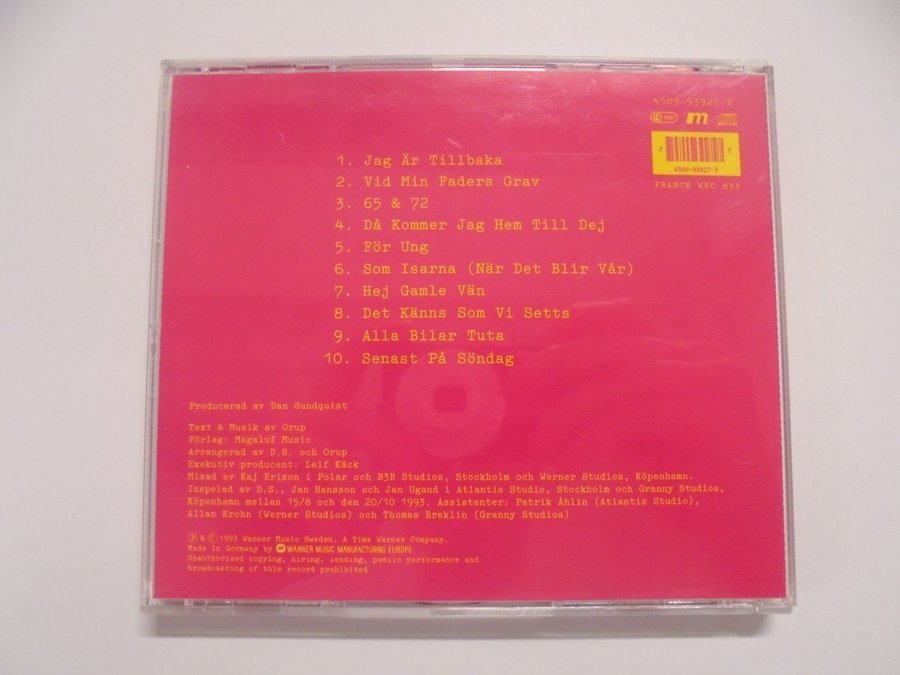 4509-93927-2
m
7 7
4509-93927-2
FRANCE WEC 833
1. Jag Är Tillbaka
2. Vid Min Faders Grav
3. 65 & 72
4. Då Kommer Jag Hem Till Dej
5. För Ung
6. Som Isarna (När Det Blir Vår)
7. Hej Gamle Vän
8. Det Känns Som Vi Setts
9. Alla Bilar Tuta
10. Senast På Söndag
Producerad av Dan Sundquist
Text & Musik av Orup
Förlag: Magaluf Music
Arrangerad av D.S. och Orup
Exekutiv producent: Leif Käck
Mixad av Kaj Erixon i Polar och B3B Studios, Stockholm och Werner Studios, Köpenhamn.
Inspelad av D.S., Jan Hansson och Jan Ugand i Atlantis Studio, Stockholm och Granny Studios,
Köpenhamn mellan 15/8 och den 20/10 1993. Assistenter: Patrik Åhlin (Atlantis Studio),
Allan Krohn (Werner Studios) och Thomas Breklin (Granny Studios)
Ⓟ & © 1993 Warner Music Sweden. A Time Warner Company.
Made in Germany by WARNER MUSIC MANUFACTURING EUROPE
Unauthorized copying, hiring, lending, public performance and
broadcasting of this record prohibited